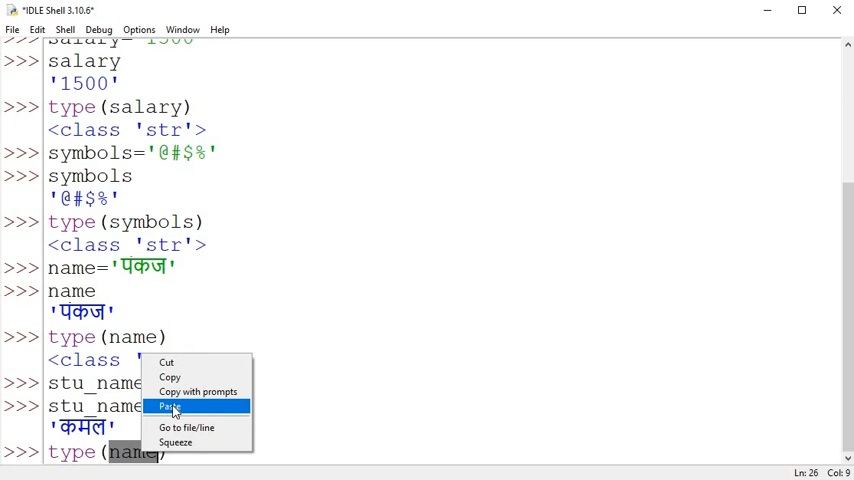 *IDLE Shell 3.10.6*
File Edit Shell Debug Options Window Help
>>> salary='1500'
>>> salary
'1500'
>>> type(salary)
<class 'str'>
>>> symbols='@#$%'
>>> symbols
'@#$%'
>>> type(symbols)
<class 'str'>
>>> name='पंकज'
>>> name
'पंकज'
>>> type(name)
<class '
>>> stu_name
>>> stu_name
'कमल'
>>> type(name)
Cut
Copy
Copy with prompts
Paste
Go to file/line
Squeeze
Ln: 26 Col: 9